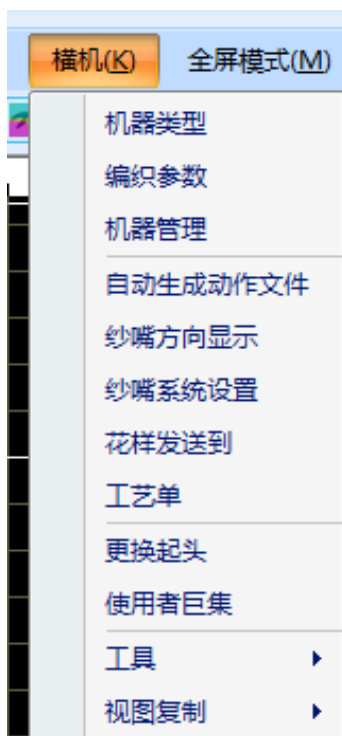 横机(K) 全屏模式(M)
机器类型
编织参数
机器管理
自动生成动作文件
纱嘴方向显示
纱嘴系统设置
花样发送到
工艺单
更换起头
使用者巨集
工具
视图复制